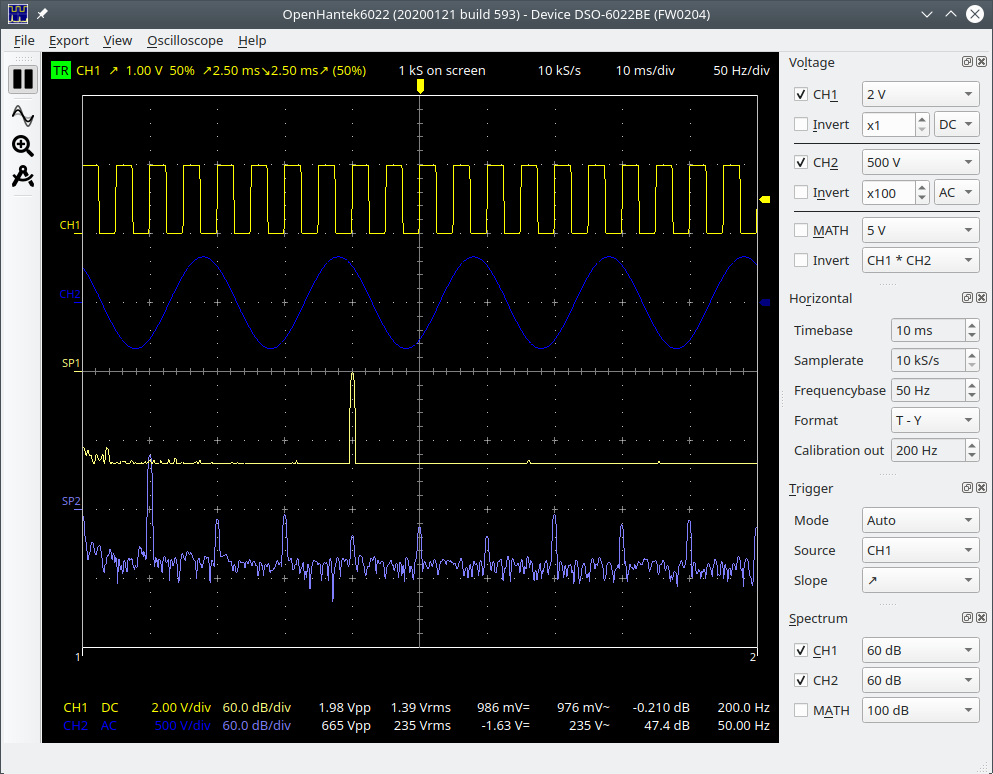 OpenHantek6022 (20200121 build 593) - Device DSO-6022BE (FW0204)
File Export View Oscilloscope Help
TR CH1 ↗ 1.00 V 50% ↗2.50 ms↘2.50 ms↗ (50%) 1 kS on screen 10 kS/s 10 ms/div 50 Hz/div
CH1
CH2
SP1
SP2
1 2
CH1 DC 2.00 V/div 60.0 dB/div 1.98 Vpp 1.39 Vrms 986 mV= 976 mV~ -0.210 dB 200.0 Hz
CH2 AC 500 V/div 60.0 dB/div 665 Vpp 235 Vrms -1.63 V= 235 V~ 47.4 dB 50.00 Hz
Voltage
CH1 2 V
Invert x1 DC
CH2 500 V
Invert x100 AC
MATH 5 V
Invert CH1 * CH2
Horizontal
Timebase 10 ms
Samplerate 10 kS/s
Frequencybase 50 Hz
Format T - Y
Calibration out 200 Hz
Trigger
Mode Auto
Source CH1
Slope ↗
Spectrum
CH1 60 dB
CH2 60 dB
MATH 100 dB